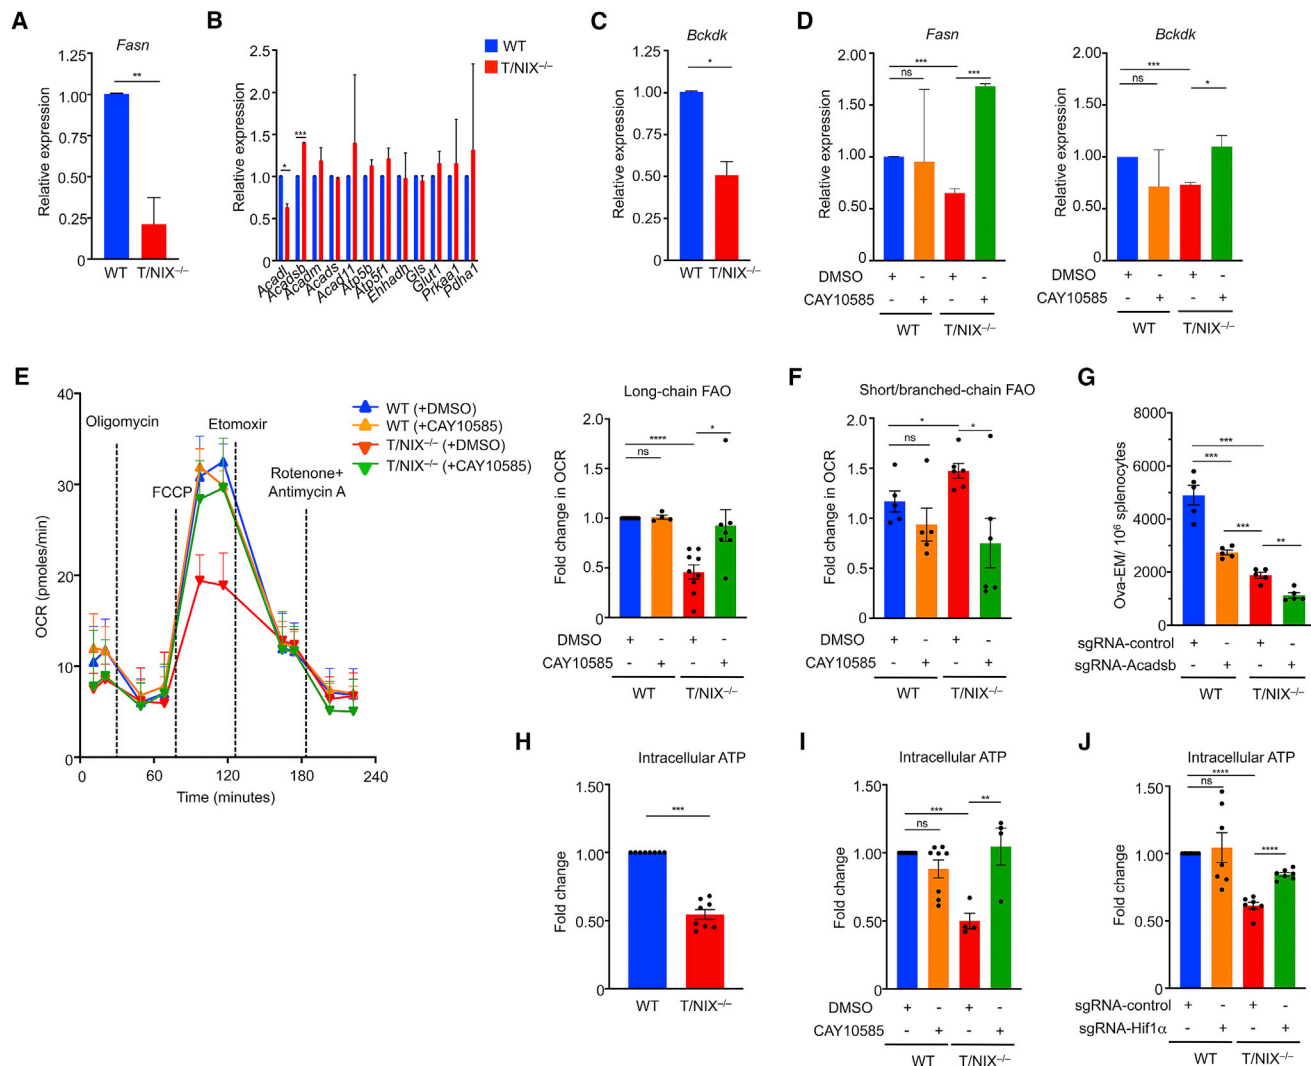 A
Fasn
**
Relative expression
1.25
1.00
0.75
0.50
0.25
0
WT T/NIX–/–
B
WT
T/NIX–/–
Relative expression
2.5
2.0
1.5
1.0
0.5
0
*
***
Acadl
Acadsb
Acadm
Acads
Acad11
Atp5b
Atp5f1
Ehhadh
Gls
Glut1
Prkaa1
Pdha1
C
Bckdk
*
Relative expression
1.25
1.00
0.75
0.50
0.25
0
WT T/NIX–/–
D
Fasn
***
ns
***
Relative expression
2.00
1.50
1.00
0.50
0
DMSO + - + -
CAY10585 - + - +
WT T/NIX–/–
Bckdk
***
ns
*
Relative expression
2.00
1.50
1.00
0.50
0
DMSO + - + -
CAY10585 - + - +
WT T/NIX–/–
E
OCR (pmoles/min)
40
30
20
10
0
0 60 120 180 240
Time (minutes)
Oligomycin
FCCP
Etomoxir
Rotenone+
Antimycin A
WT (+DMSO)
WT (+CAY10585)
T/NIX–/– (+DMSO)
T/NIX–/– (+CAY10585)
Long-chain FAO
****
ns
*
Fold change in OCR
2.0
1.5
1.0
0.5
0
DMSO + - + -
CAY10585 - + - +
WT T/NIX–/–
F
Short/branched-chain FAO
*
ns
*
Fold change in OCR
2.0
1.5
1.0
0.5
0
DMSO + - + -
CAY10585 - + - +
WT T/NIX–/–
G
Ova-EM/ 10⁶ splenocytes
8000
6000
4000
2000
0
***
***
***
**
sgRNA-control + - + -
sgRNA-Acadsb - + - +
WT T/NIX–/–
H
Intracellular ATP
***
Fold change
1.50
1.00
0.50
0
WT T/NIX–/–
I
Intracellular ATP
***
ns
**
Fold change
1.50
1.00
0.50
0
DMSO + - + -
CAY10585 - + - +
WT T/NIX–/–
J
Intracellular ATP
****
ns
****
Fold change
1.50
1.00
0.50
0
sgRNA-control + - + -
sgRNA-Hif1α - + - +
WT T/NIX–/–